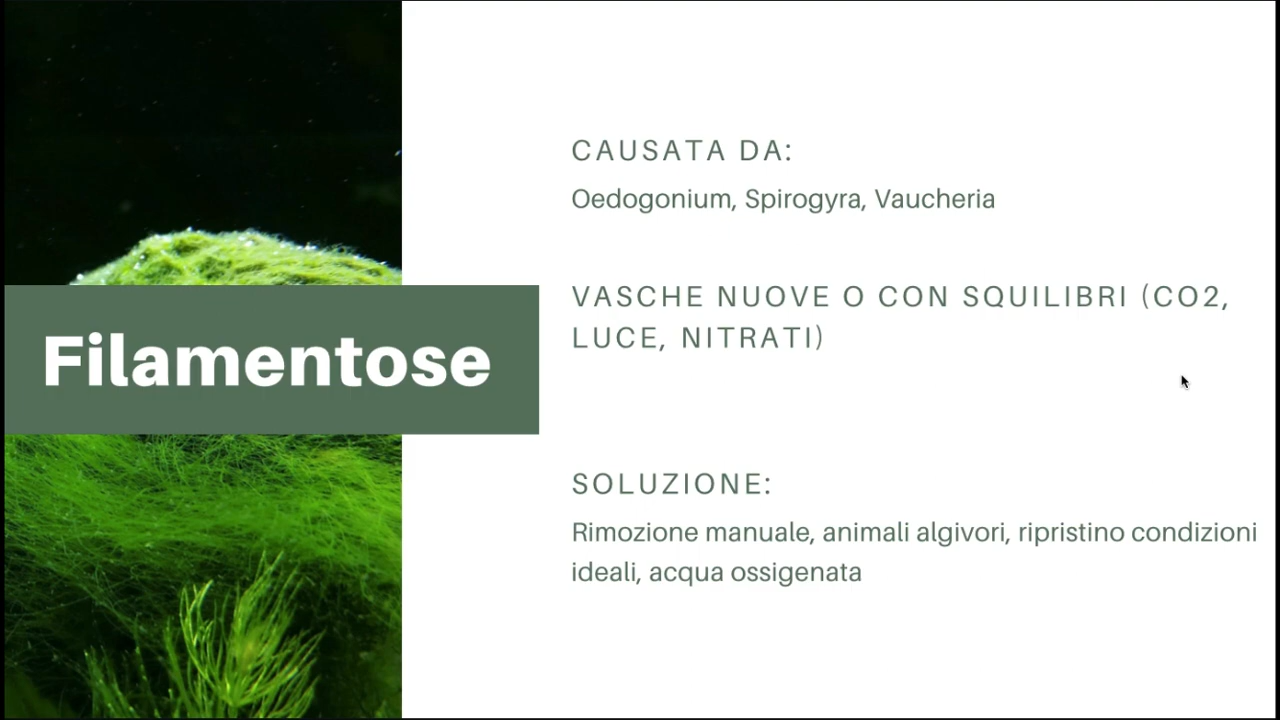 Filamentose
CAUSATA DA:
Oedogonium, Spirogyra, Vaucheria
VASCHE NUOVE O CON SQUILIBRI (CO2,
LUCE, NITRATI)
SOLUZIONE:
Rimozione manuale, animali algivori, ripristino condizioni
ideali, acqua ossigenata